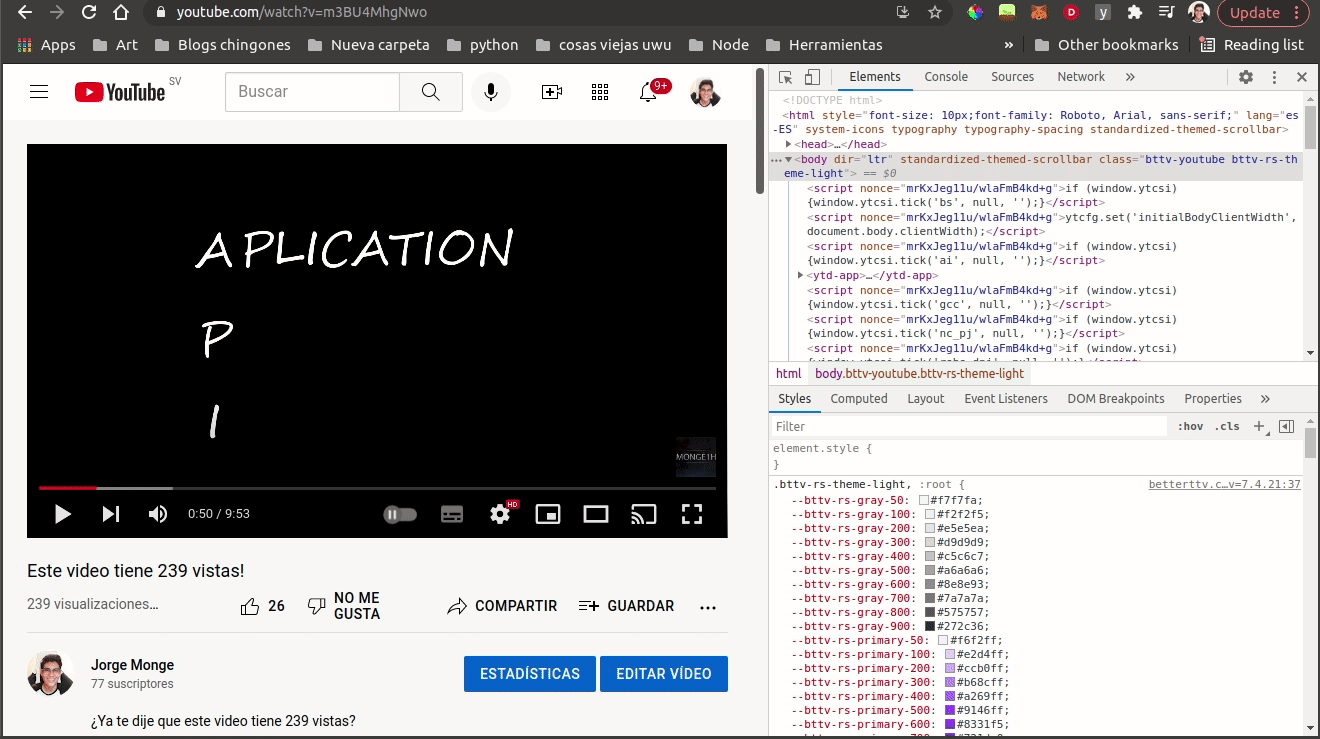 youtube.com/watch?v=m3BU4MhgNwo
D
y
Update
Apps Art Blogs chingones Nueva carpeta python cosas viejas uwu Node Herramientas » Other bookmarks Reading list
YouTube SV
Buscar
9+
APLICATION
P
I
MONGE1H
HD
0:50 / 9:53
Este video tiene 239 vistas!
239 visualizaciones…
26
NO ME GUSTA
COMPARTIR
GUARDAR
Jorge Monge
77 suscriptores
ESTADÍSTICAS
EDITAR VÍDEO
¿Ya te dije que este video tiene 239 vistas?
Elements Console Sources Network »
<!DOCTYPE html>
<html style="font-size: 10px;font-family: Roboto, Arial, sans-serif;" lang="es
-ES" system-icons typography typography-spacing standardized-themed-scrollbar>
<head>…</head>
<body dir="ltr" standardized-themed-scrollbar class="bttv-youtube bttv-rs-th
eme-light"> == $0
<script nonce="mrKxJeg11u/wlaFmB4kd+g">if (window.ytcsi)
{window.ytcsi.tick('bs', null, '');}</script>
<script nonce="mrKxJeg11u/wlaFmB4kd+g">ytcfg.set('initialBodyClientWidth',
document.body.clientWidth);</script>
<script nonce="mrKxJeg11u/wlaFmB4kd+g">if (window.ytcsi)
{window.ytcsi.tick('ai', null, '');}</script>
<ytd-app>…</ytd-app>
<script nonce="mrKxJeg11u/wlaFmB4kd+g">if (window.ytcsi)
{window.ytcsi.tick('gcc', null, '');}</script>
<script nonce="mrKxJeg11u/wlaFmB4kd+g">if (window.ytcsi)
{window.ytcsi.tick('nc_pj', null, '');}</script>
<script nonce="mrKxJeg11u/wlaFmB4kd+g">if (window.ytcsi)
html body.bttv-youtube.bttv-rs-theme-light
Styles Computed Layout Event Listeners DOM Breakpoints Properties »
Filter :hov .cls +
element.style {
}
.bttv-rs-theme-light, :root { betterttv.c…v=7.4.21:37
--bttv-rs-gray-50: #f7f7fa;
--bttv-rs-gray-100: #f2f2f5;
--bttv-rs-gray-200: #e5e5ea;
--bttv-rs-gray-300: #d9d9d9;
--bttv-rs-gray-400: #c5c6c7;
--bttv-rs-gray-500: #a6a6a6;
--bttv-rs-gray-600: #8e8e93;
--bttv-rs-gray-700: #7a7a7a;
--bttv-rs-gray-800: #575757;
--bttv-rs-gray-900: #272c36;
--bttv-rs-primary-50: #f6f2ff;
--bttv-rs-primary-100: #e2d4ff;
--bttv-rs-primary-200: #ccb0ff;
--bttv-rs-primary-300: #b68cff;
--bttv-rs-primary-400: #a269ff;
--bttv-rs-primary-500: #9146ff;
--bttv-rs-primary-600: #8331f5;